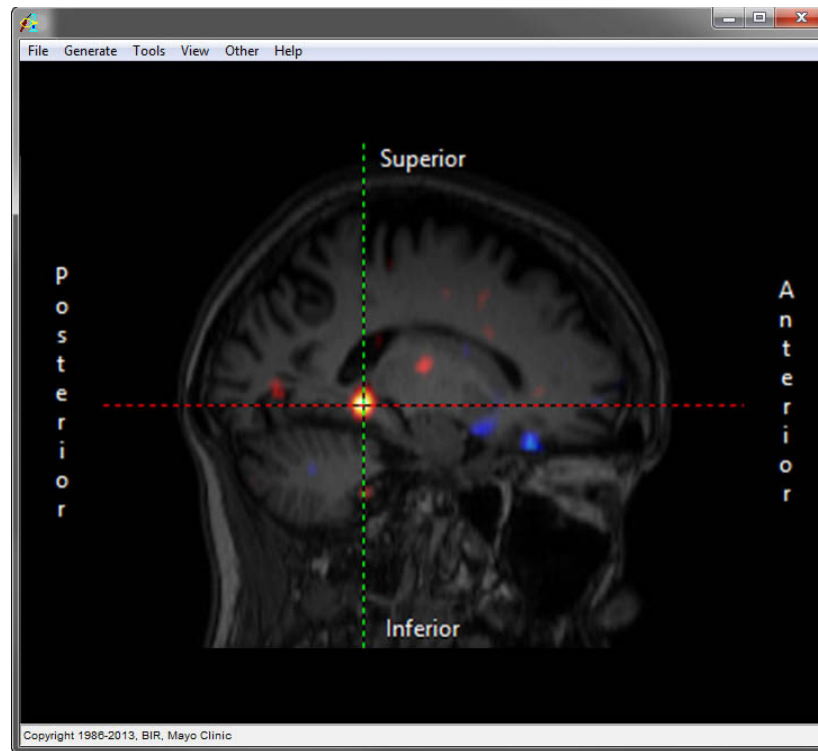 File Generate Tools View Other Help
Superior
Posterior
Anterior
Inferior
Copyright 1986-2013, BIR, Mayo Clinic